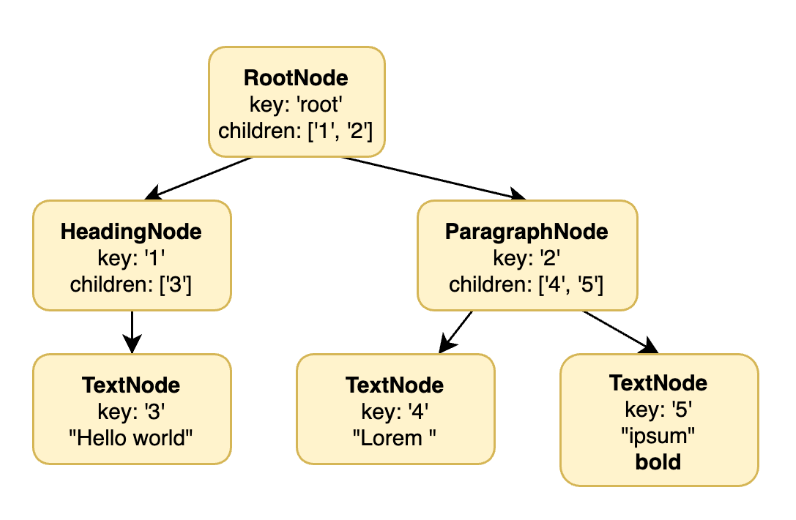 RootNode
key: 'root'
children: ['1', '2']
HeadingNode
key: '1'
children: ['3']
ParagraphNode
key: '2'
children: ['4', '5']
TextNode
key: '3'
"Hello world"
TextNode
key: '4'
"Lorem "
TextNode
key: '5'
"ipsum"
bold